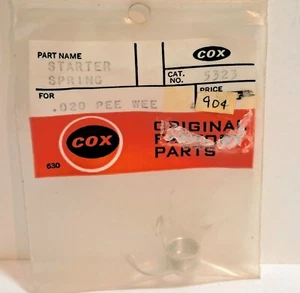 PART NAME
STARTER
SPRING
COX
CAT.
NO.
5323
FOR
.020 PEE WEE
PRICE
90¢
COX
ORIGINAL
PARTS
630